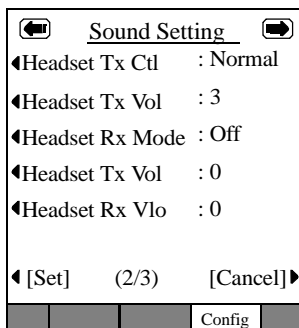 Sound Setting
Headset Tx Ctl : Normal
Headset Tx Vol : 3
Headset Rx Mode : Off
Headset Tx Vol : 0
Headset Rx Vlo : 0
[Set] (2/3) [Cancel]
Config